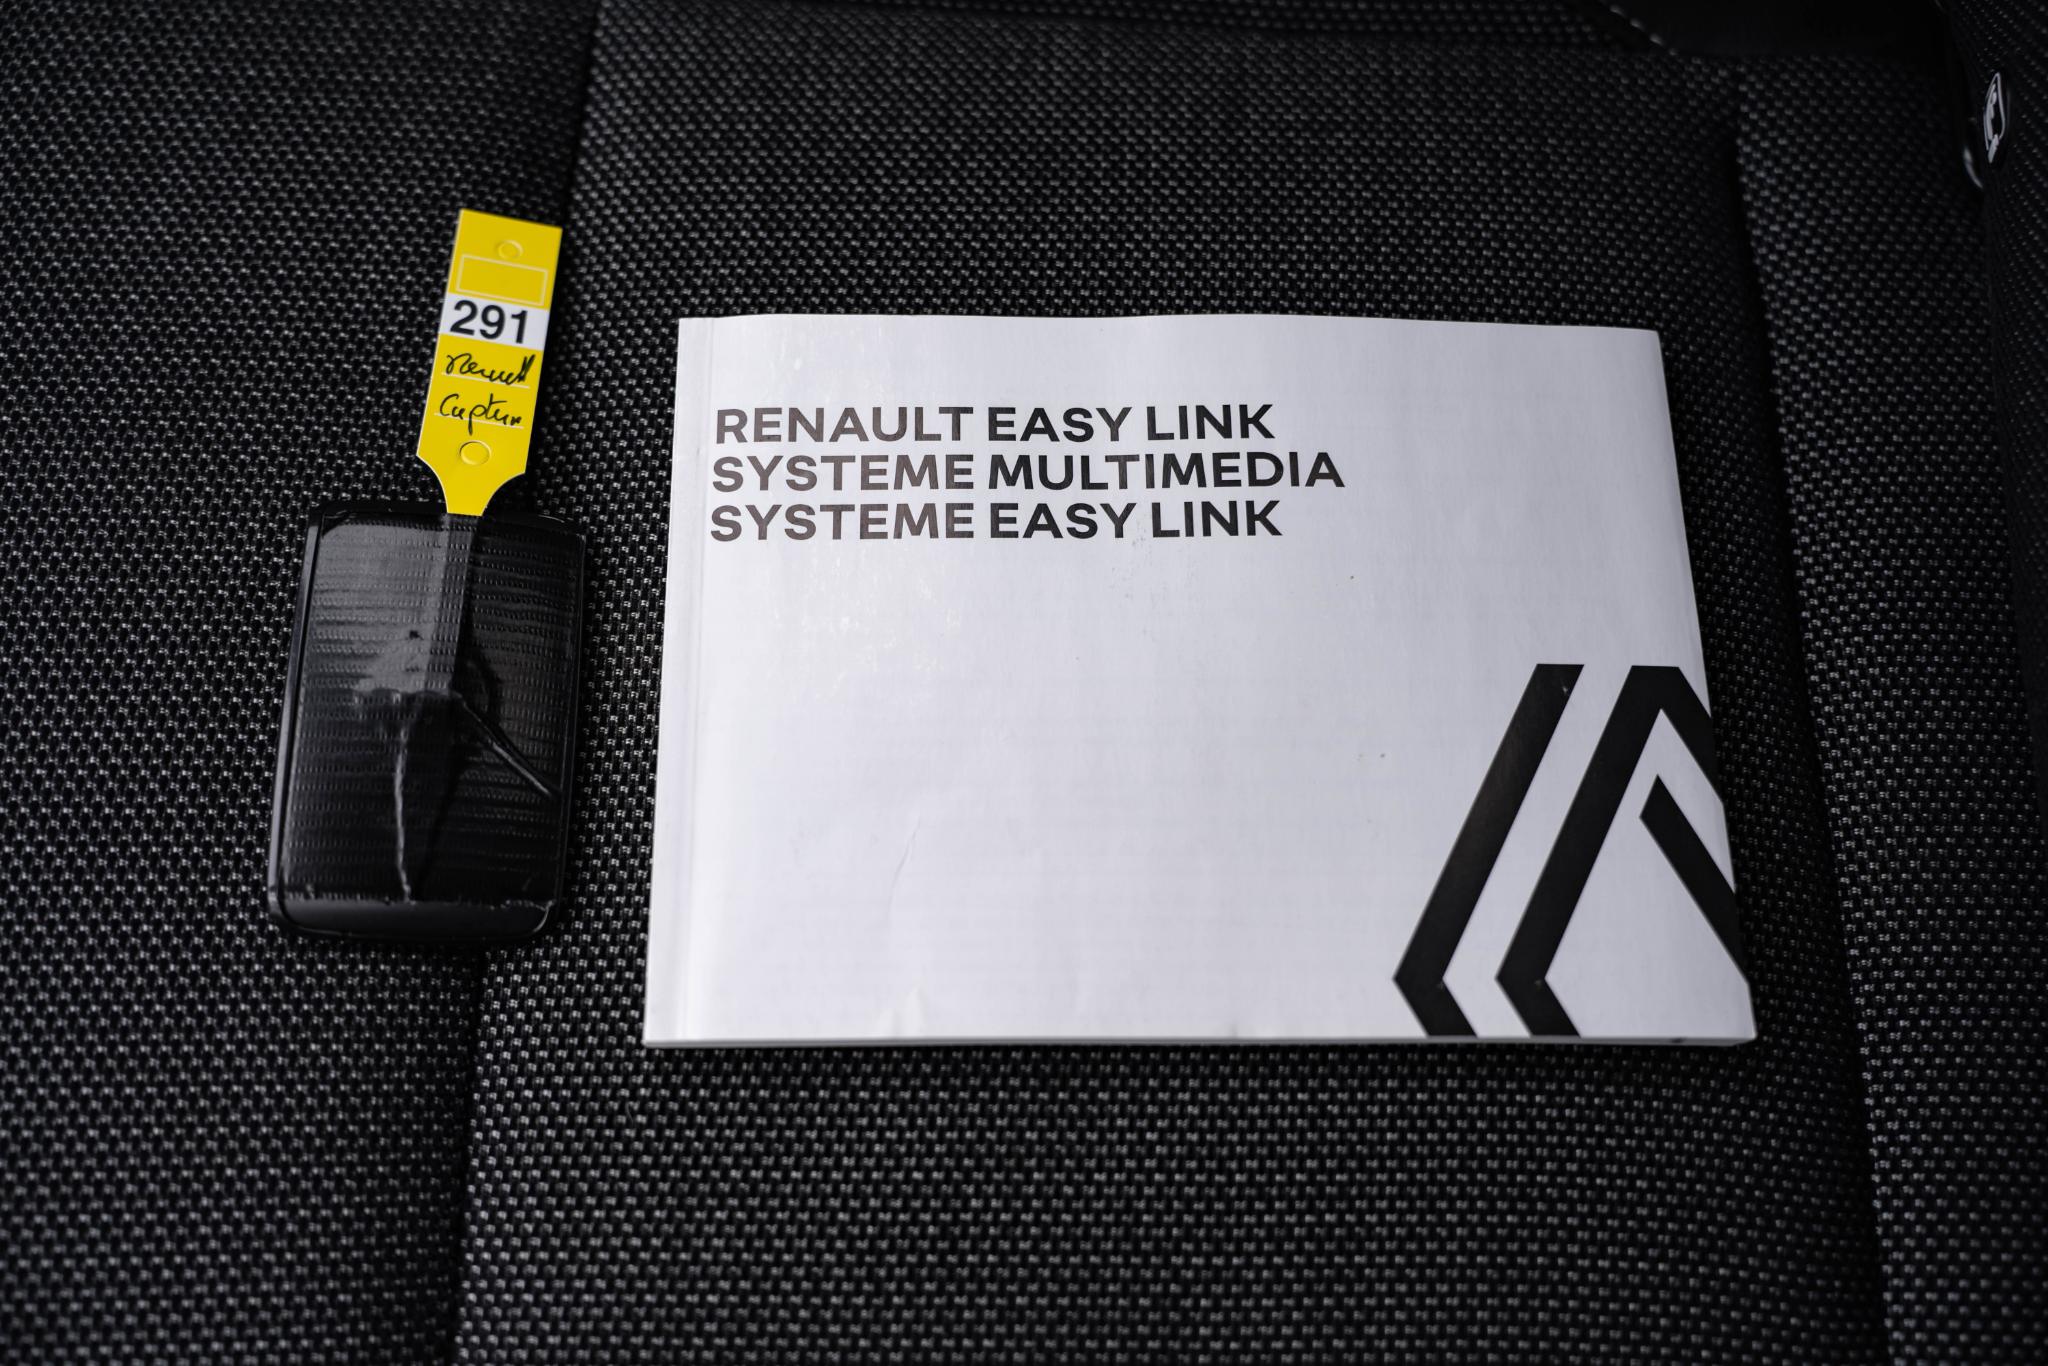 291
Renault
Captur
RENAULT EASY LINK
SYSTEME MULTIMEDIA
SYSTEME EASY LINK